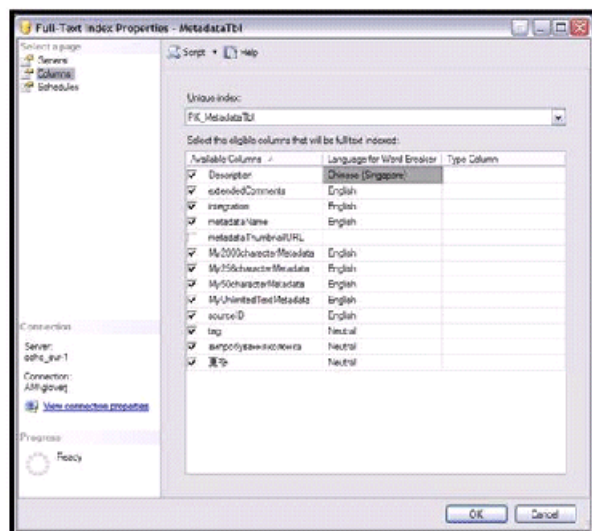 Full-Text Index Properties - MetadataTbl
Select a page
General
Columns
Schedules
Script
Help
Unique index:
PK_MetadataTbl
Select the eligible columns that will be full text indexed:
Available Columns
Language for Word Breaker
Type Column
Description
Chinese (Singapore)
extendedComments
English
integration
English
metadataName
English
metadataThumbnailURL
My2000characterMetadata
English
My256characterMetadata
English
My50characterMetadata
English
MyUnlimitedTextMetadata
English
sourceID
English
tag
Neutral
Neutral
Neutral
Connection
Server:
Connection:
View connection properties
Progress
Ready
OK
Cancel